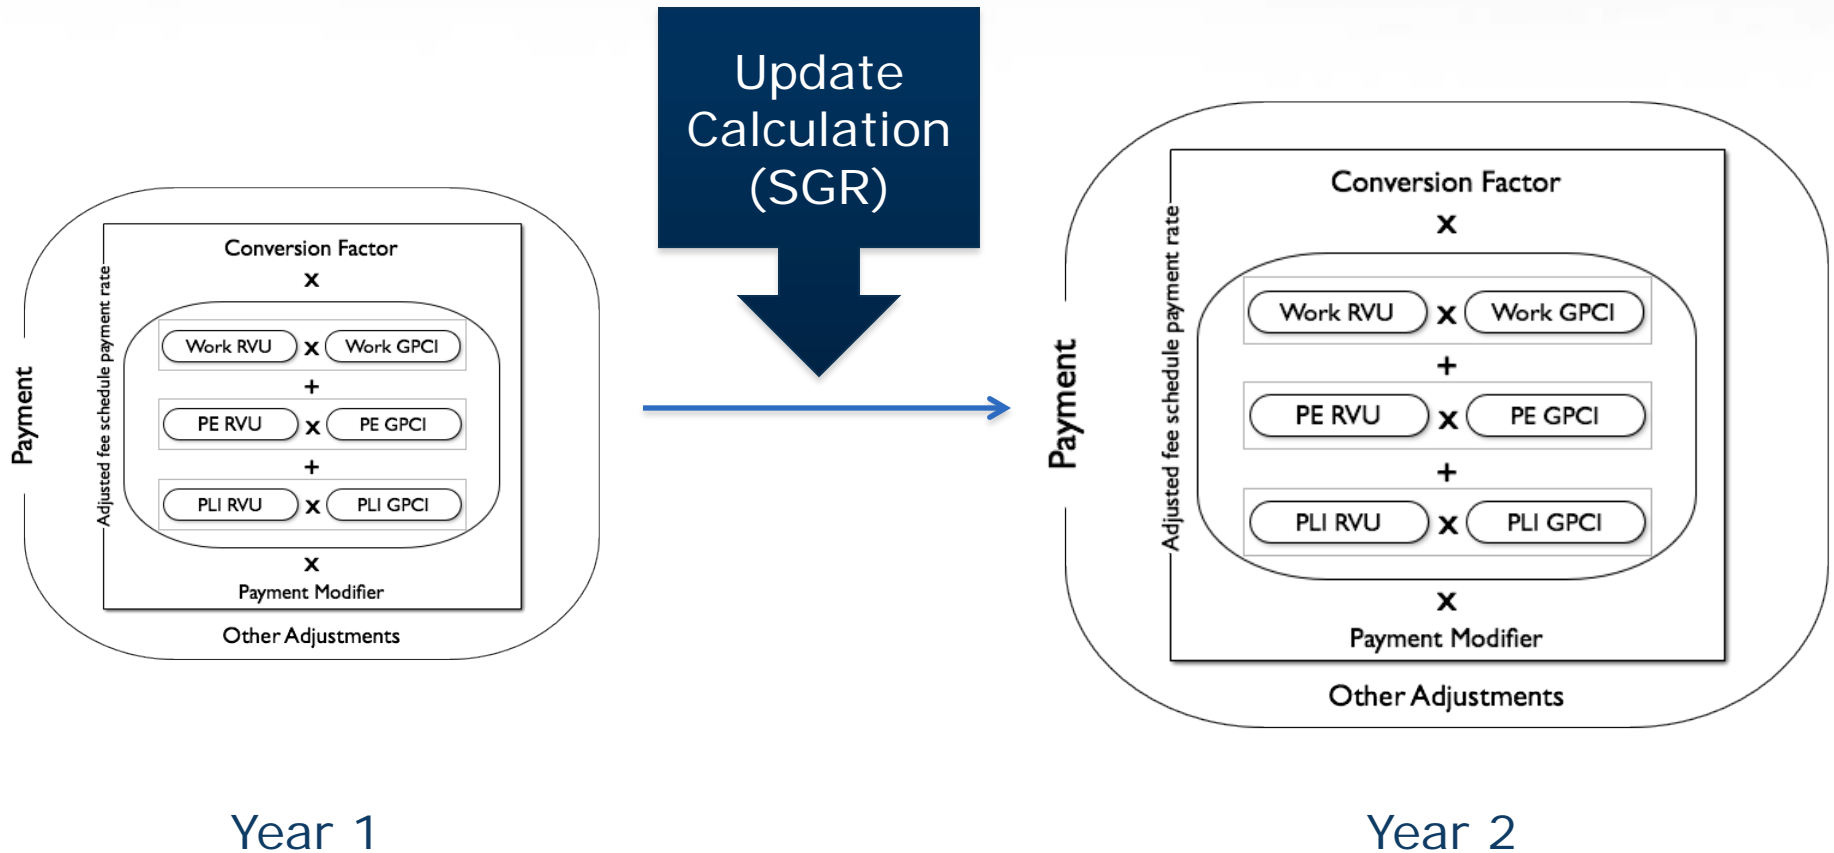 Update
Calculation
(SGR)
Payment
Adjusted fee schedule payment rate
Conversion Factor
x
Work RVU x Work GPCI
+
PE RVU x PE GPCI
+
PLI RVU x PLI GPCI
x
Payment Modifier
Other Adjustments
Year 1
Payment
Adjusted fee schedule payment rate
Conversion Factor
x
Work RVU x Work GPCI
+
PE RVU x PE GPCI
+
PLI RVU x PLI GPCI
x
Payment Modifier
Other Adjustments
Year 2